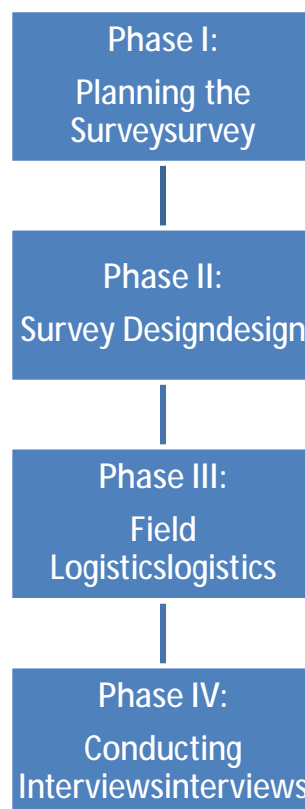 Phase I:
Planning the
Surveysurvey
Phase II:
Survey Designdesign
Phase III:
Field
Logisticslogistics
Phase IV:
Conducting
Interviewsinterviews